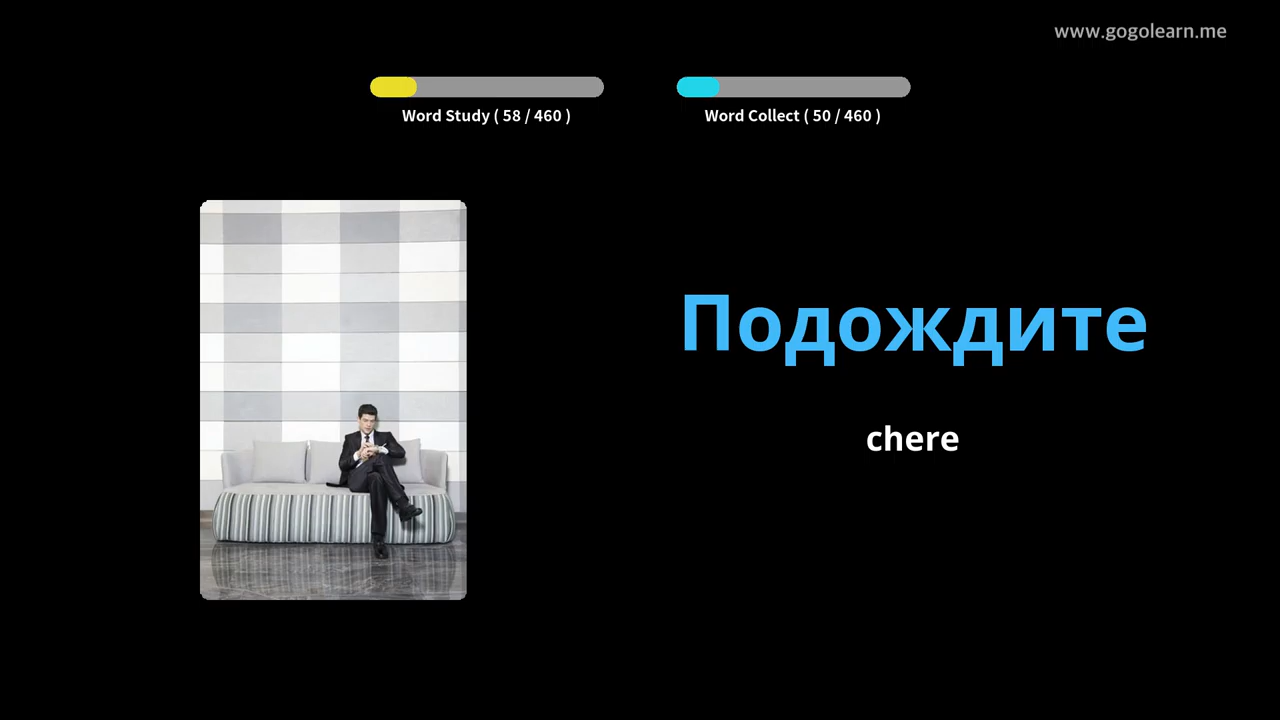 www.gogolearn.me
Word Study ( 58 / 460 )
Word Collect ( 50 / 460 )
Подождите
chere